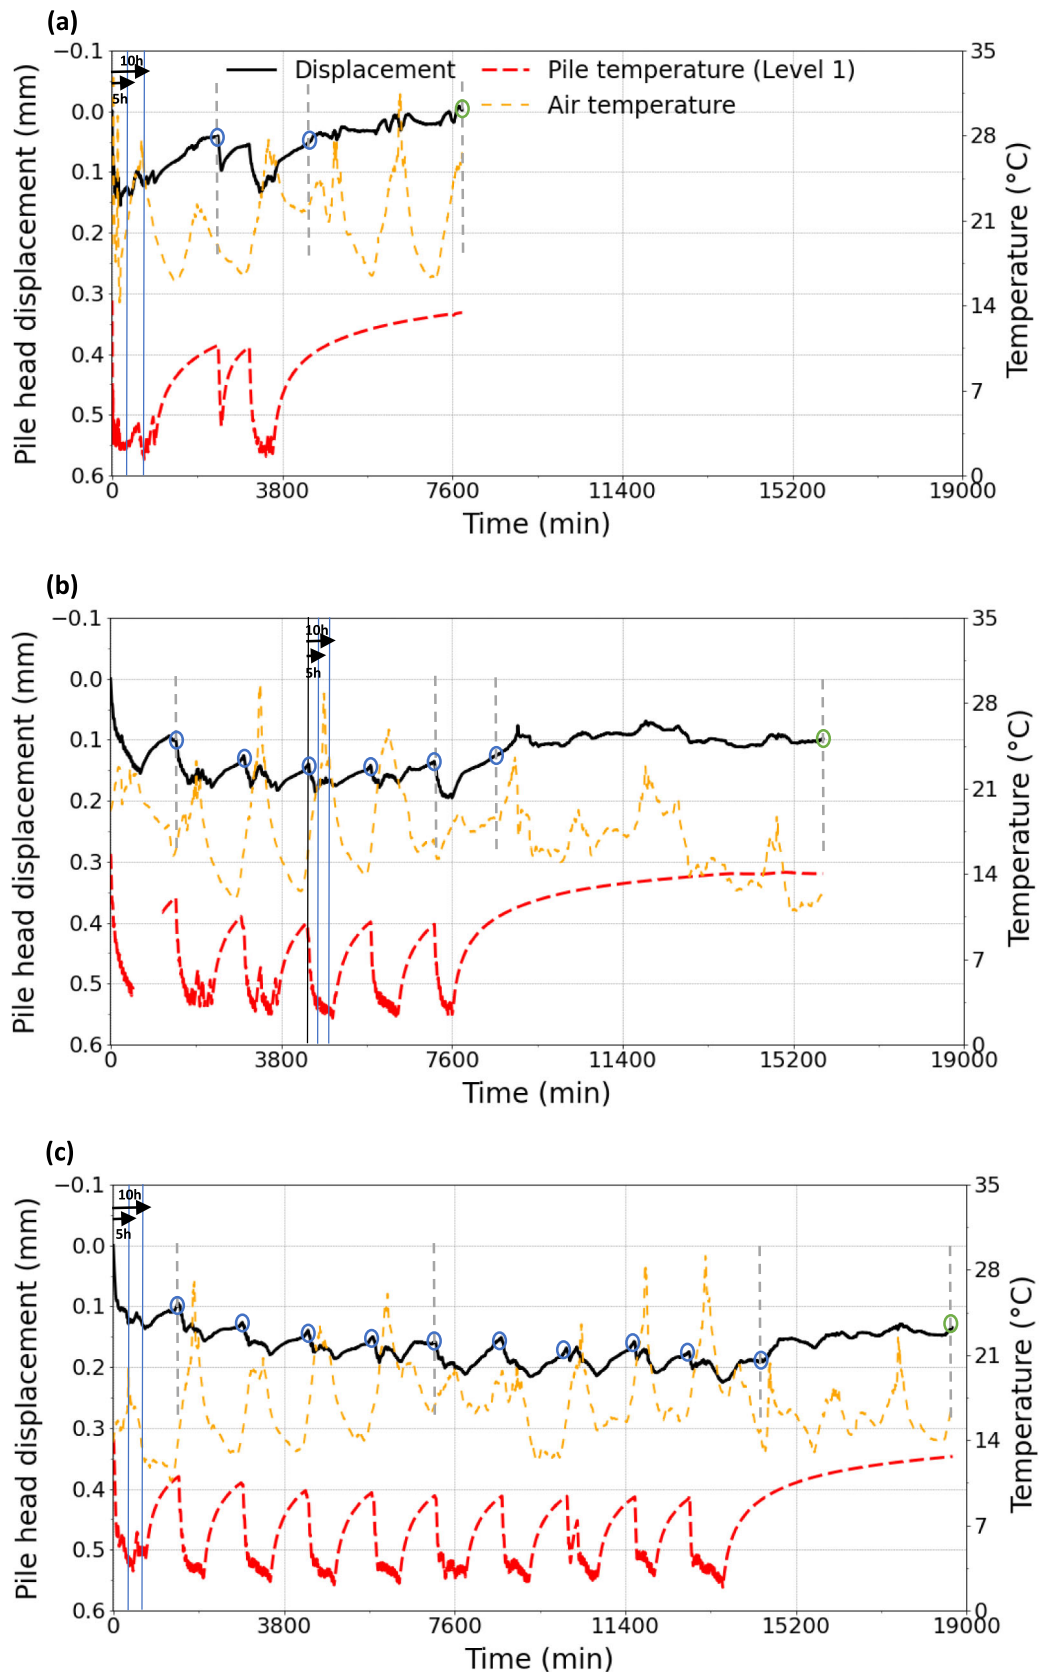 (a)
−0.1
0.0
0.1
0.2
0.3
0.4
0.5
0.6
Pile head displacement (mm)
10h
5h
Displacement
Pile temperature (Level 1)
Air temperature
35
28
21
14
7
0
Temperature (°C)
0 3800 7600 11400 15200 19000
Time (min)
(b)
−0.1
0.0
0.1
0.2
0.3
0.4
0.5
0.6
Pile head displacement (mm)
10h
5h
35
28
21
14
7
0
Temperature (°C)
0 3800 7600 11400 15200 19000
Time (min)
(c)
−0.1
0.0
0.1
0.2
0.3
0.4
0.5
0.6
Pile head displacement (mm)
10h
5h
35
28
21
14
7
0
Temperature (°C)
0 3800 7600 11400 15200 19000
Time (min)